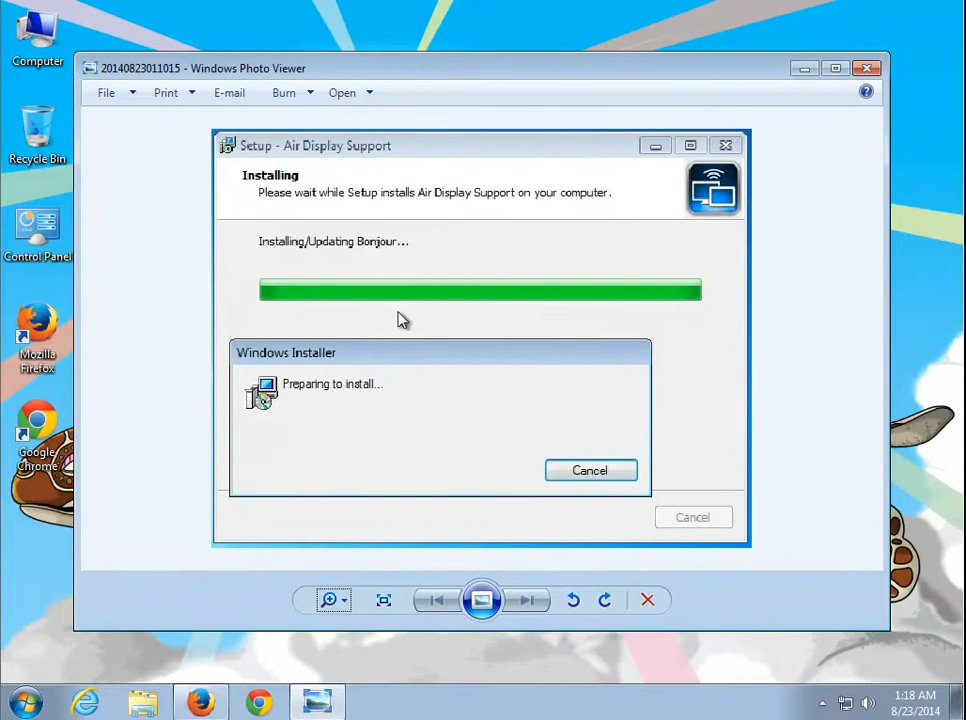 Computer
Recycle Bin
Control Panel
Mozilla
Firefox
Google
Chrome
20140823011015 - Windows Photo Viewer
File Print E-mail Burn Open
Setup - Air Display Support
Installing
Please wait while Setup installs Air Display Support on your computer.
Installing/Updating Bonjour...
Windows Installer
Preparing to install...
Cancel
Cancel
1:18 AM
8/23/2014